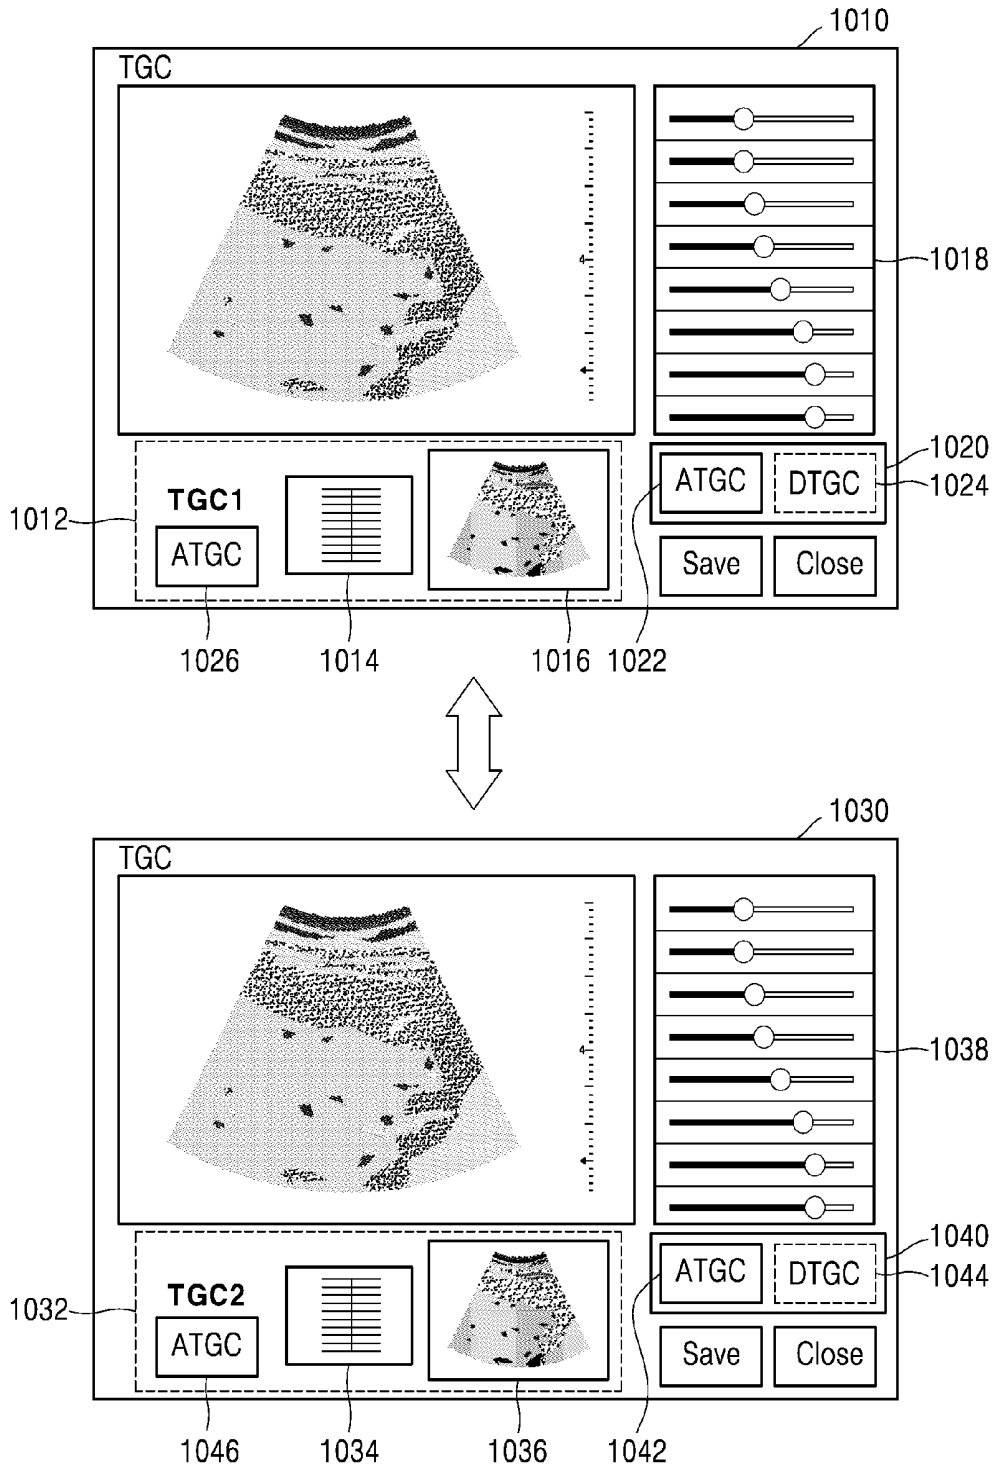 1010
TGC
1018
1020
ATGC DTGC
1024
TGC1
1012
ATGC
Save Close
1026 1014 1016 1022
1030
TGC
1038
1040
ATGC DTGC
1044
TGC2
1032
ATGC
Save Close
1046 1034 1036 1042